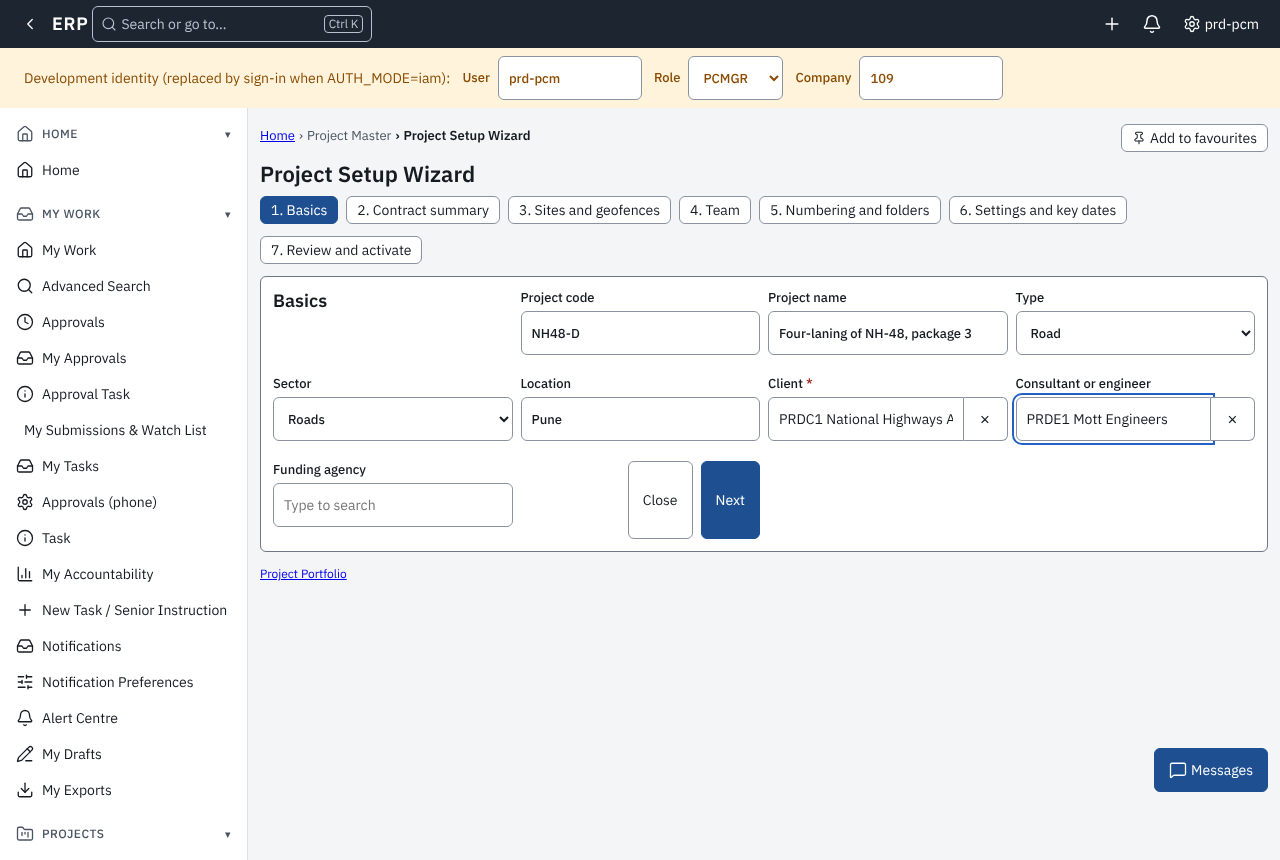 ERP
Search or go to...
Ctrl K
prd-pcm
Development identity (replaced by sign-in when AUTH_MODE=iam):
User
prd-pcm
Role
PCMGR
Company
109
HOME
Home
MY WORK
My Work
Advanced Search
Approvals
My Approvals
Approval Task
My Submissions & Watch List
My Tasks
Approvals (phone)
Task
My Accountability
New Task / Senior Instruction
Notifications
Notification Preferences
Alert Centre
My Drafts
My Exports
PROJECTS
Home › Project Master › Project Setup Wizard
Add to favourites
Project Setup Wizard
1. Basics
2. Contract summary
3. Sites and geofences
4. Team
5. Numbering and folders
6. Settings and key dates
7. Review and activate
Basics
Project code
NH48-D
Project name
Four-laning of NH-48, package 3
Type
Road
Sector
Roads
Location
Pune
Client *
PRDC1 National Highways A
×
Consultant or engineer
PRDE1 Mott Engineers
×
Funding agency
Type to search
Close
Next
Project Portfolio
Messages